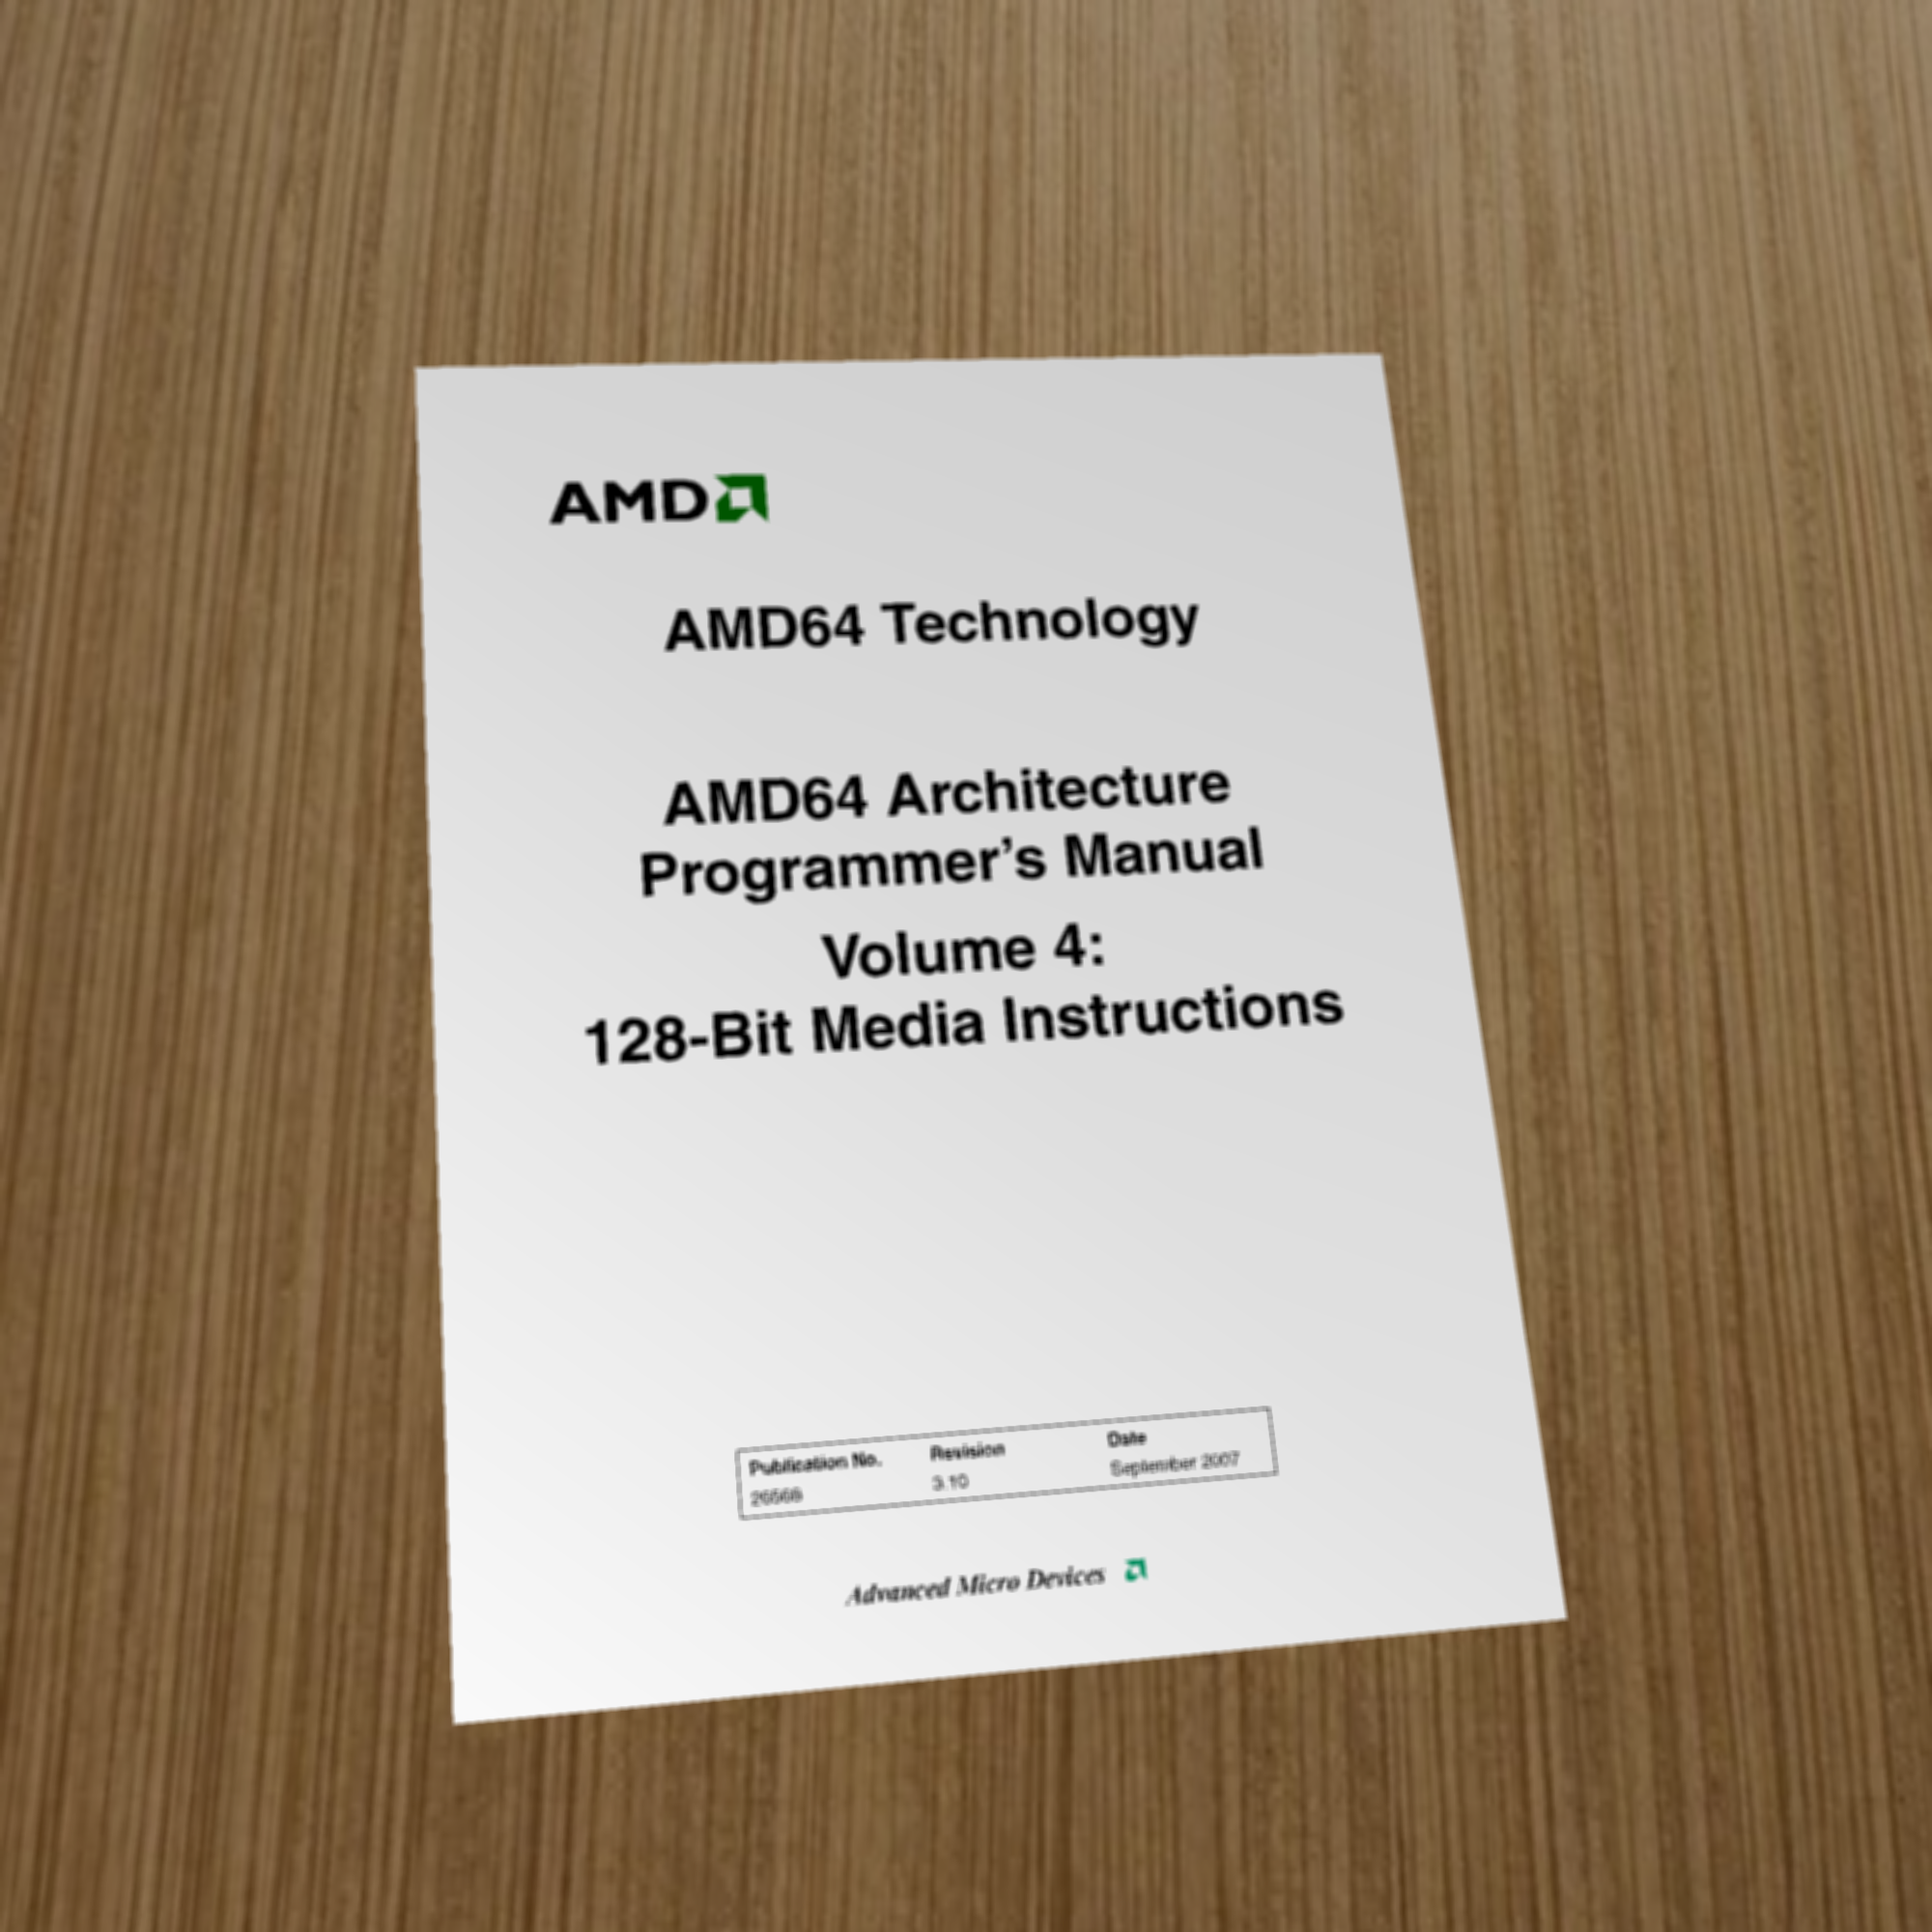 AMD
AMD64 Technology
AMD64 Architecture
Programmer’s Manual
Volume 4:
128-Bit Media Instructions
Publication No. Revision Date
26568 3.10 September 2007
Advanced Micro Devices